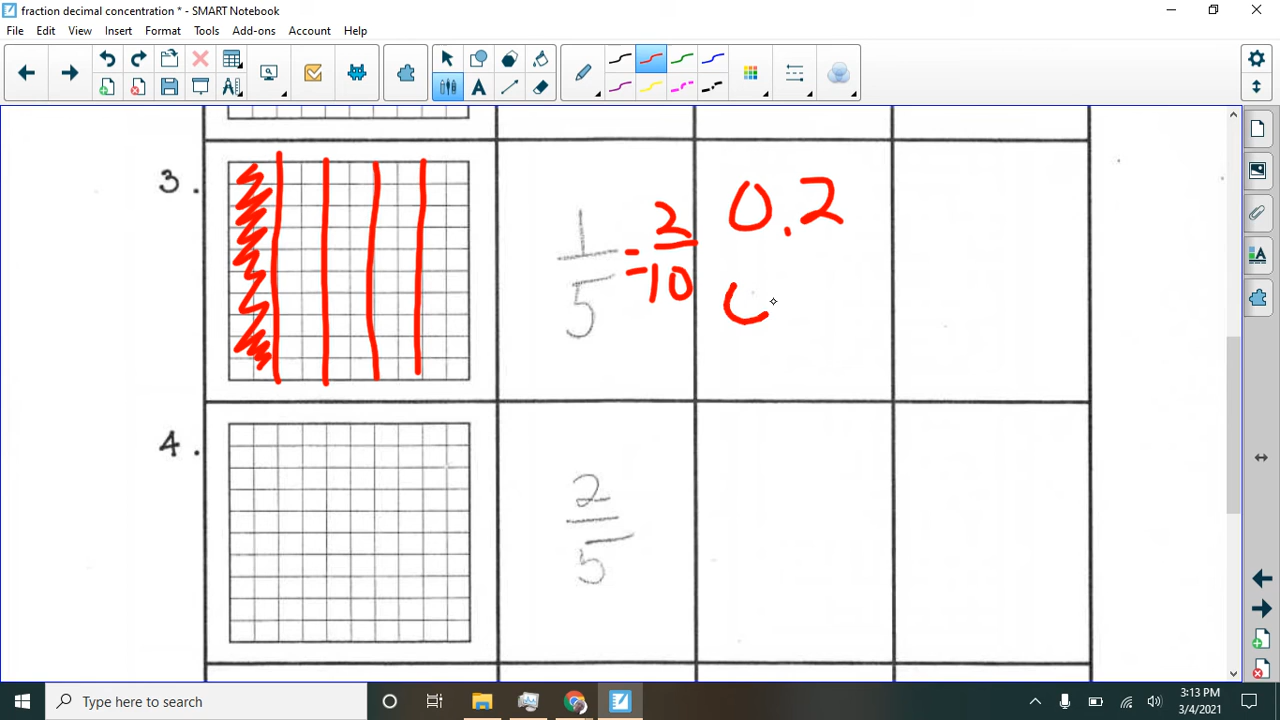 fraction decimal concentration * - SMART Notebook
File Edit View Insert Format Tools Add-ons Account Help
3.
1/5 = 2/10
0.2
4.
2/5
Type here to search
3:13 PM
3/4/2021